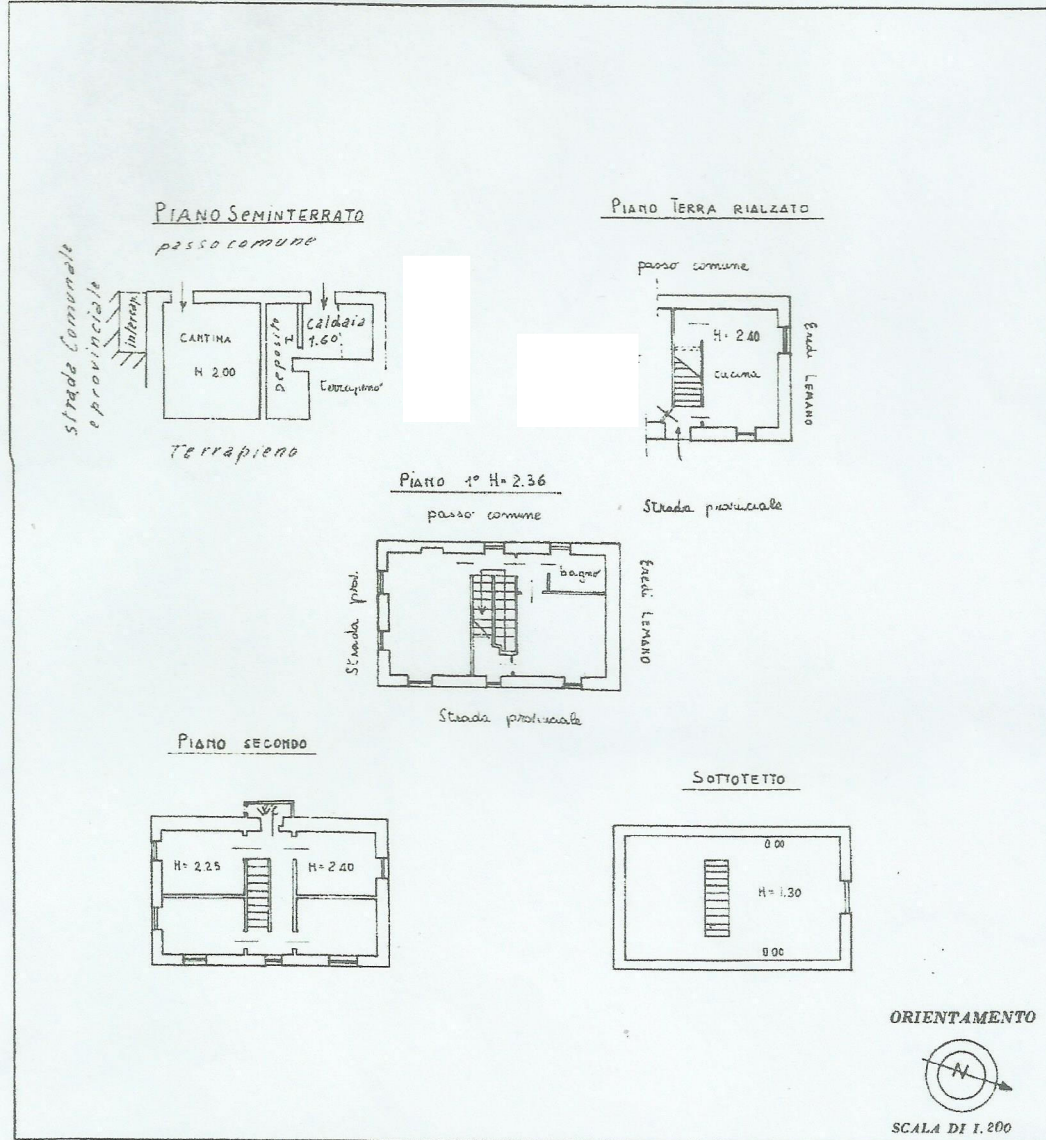 PIANO SEMINTERRATO
passo comune
strada Comunale
e provinciale
intercap.
CANTINA
H 2.00
Deposito
Caldaia
1.60
terrapieno
Terrapieno
PIANO TERRA RIALZATO
passo comune
H = 2.40
cucina
Eredi LEMANO
Strada provinciale
PIANO 1° H= 2.36
passo comune
Strada prov.
bagno
Eredi LEMANO
Strada provinciale
PIANO SECONDO
H= 2.25
H= 2.40
SOTTOTETTO
0.00
H= 1.30
0.00
ORIENTAMENTO
N
SCALA DI 1.200